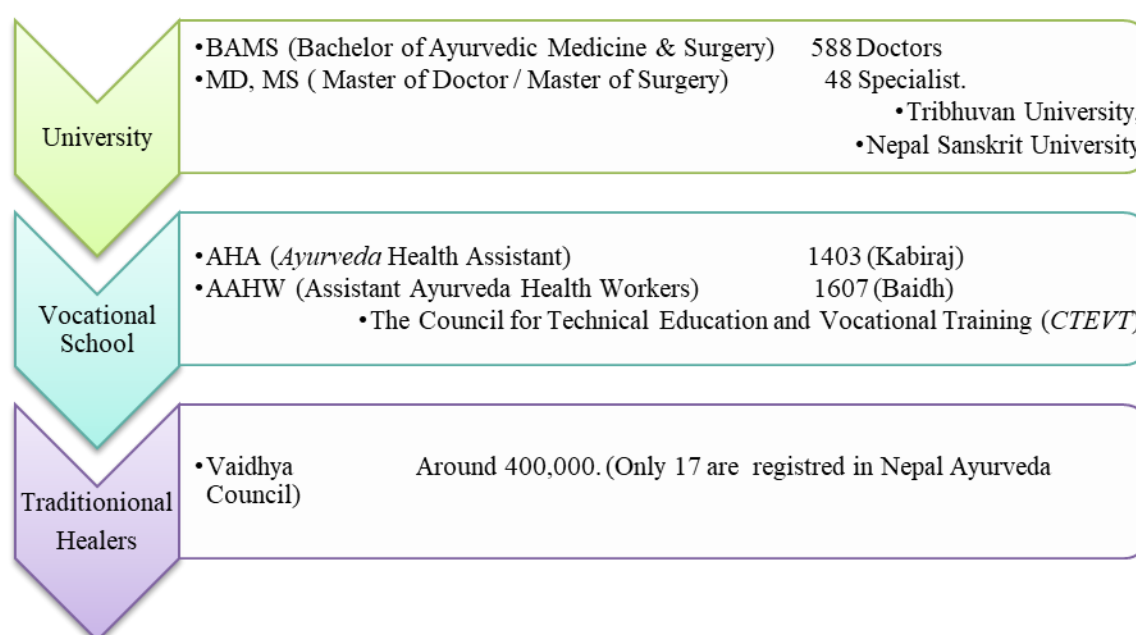 University
•BAMS (Bachelor of Ayurvedic Medicine & Surgery) 588 Doctors
•MD, MS ( Master of Doctor / Master of Surgery) 48 Specialist.
•Tribhuvan University,
•Nepal Sanskrit University
Vocational
School
•AHA (Ayurveda Health Assistant) 1403 (Kabiraj)
•AAHW (Assistant Ayurveda Health Workers) 1607 (Baidh)
•The Council for Technical Education and Vocational Training (CTEVT)
Traditionional
Healers
•Vaidhya Around 400,000. (Only 17 are registred in Nepal Ayurveda
Council)